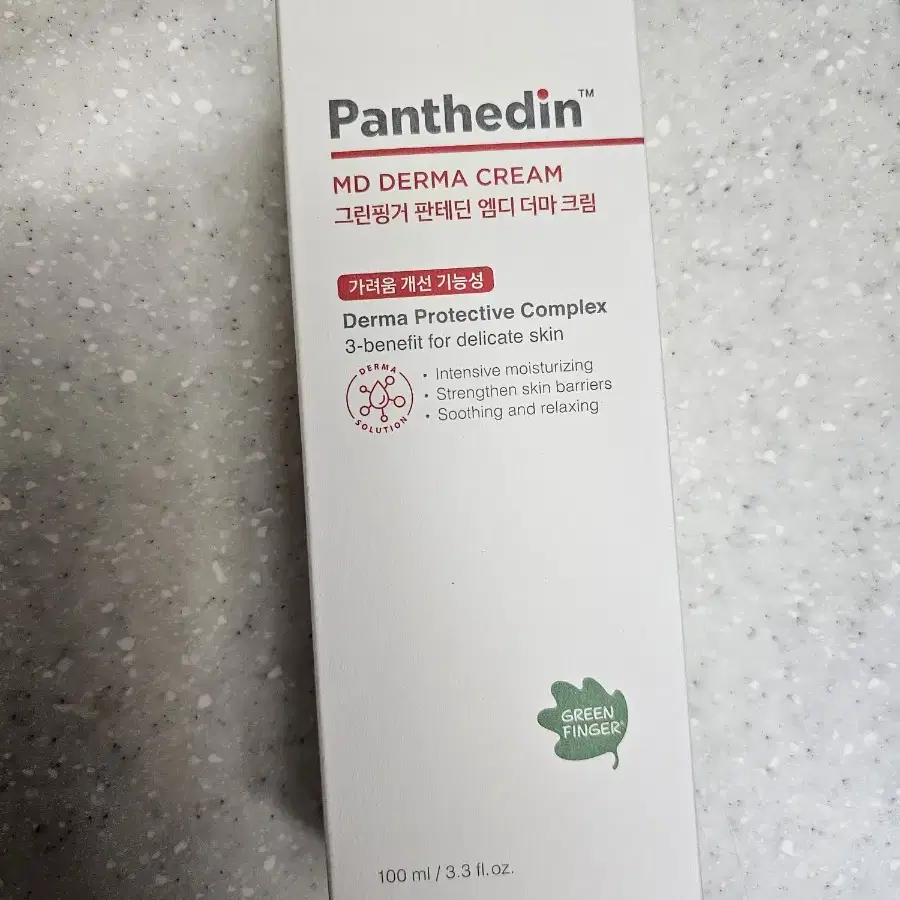 Panthedin™
MD DERMA CREAM
그린핑거 판테딘 엠디 더마 크림
가려움 개선 기능성
Derma Protective Complex
3-benefit for delicate skin
DERMA
SOLUTION
• Intensive moisturizing
• Strengthen skin barriers
• Soothing and relaxing
GREEN
FINGER®
100 ml / 3.3 fl.oz.